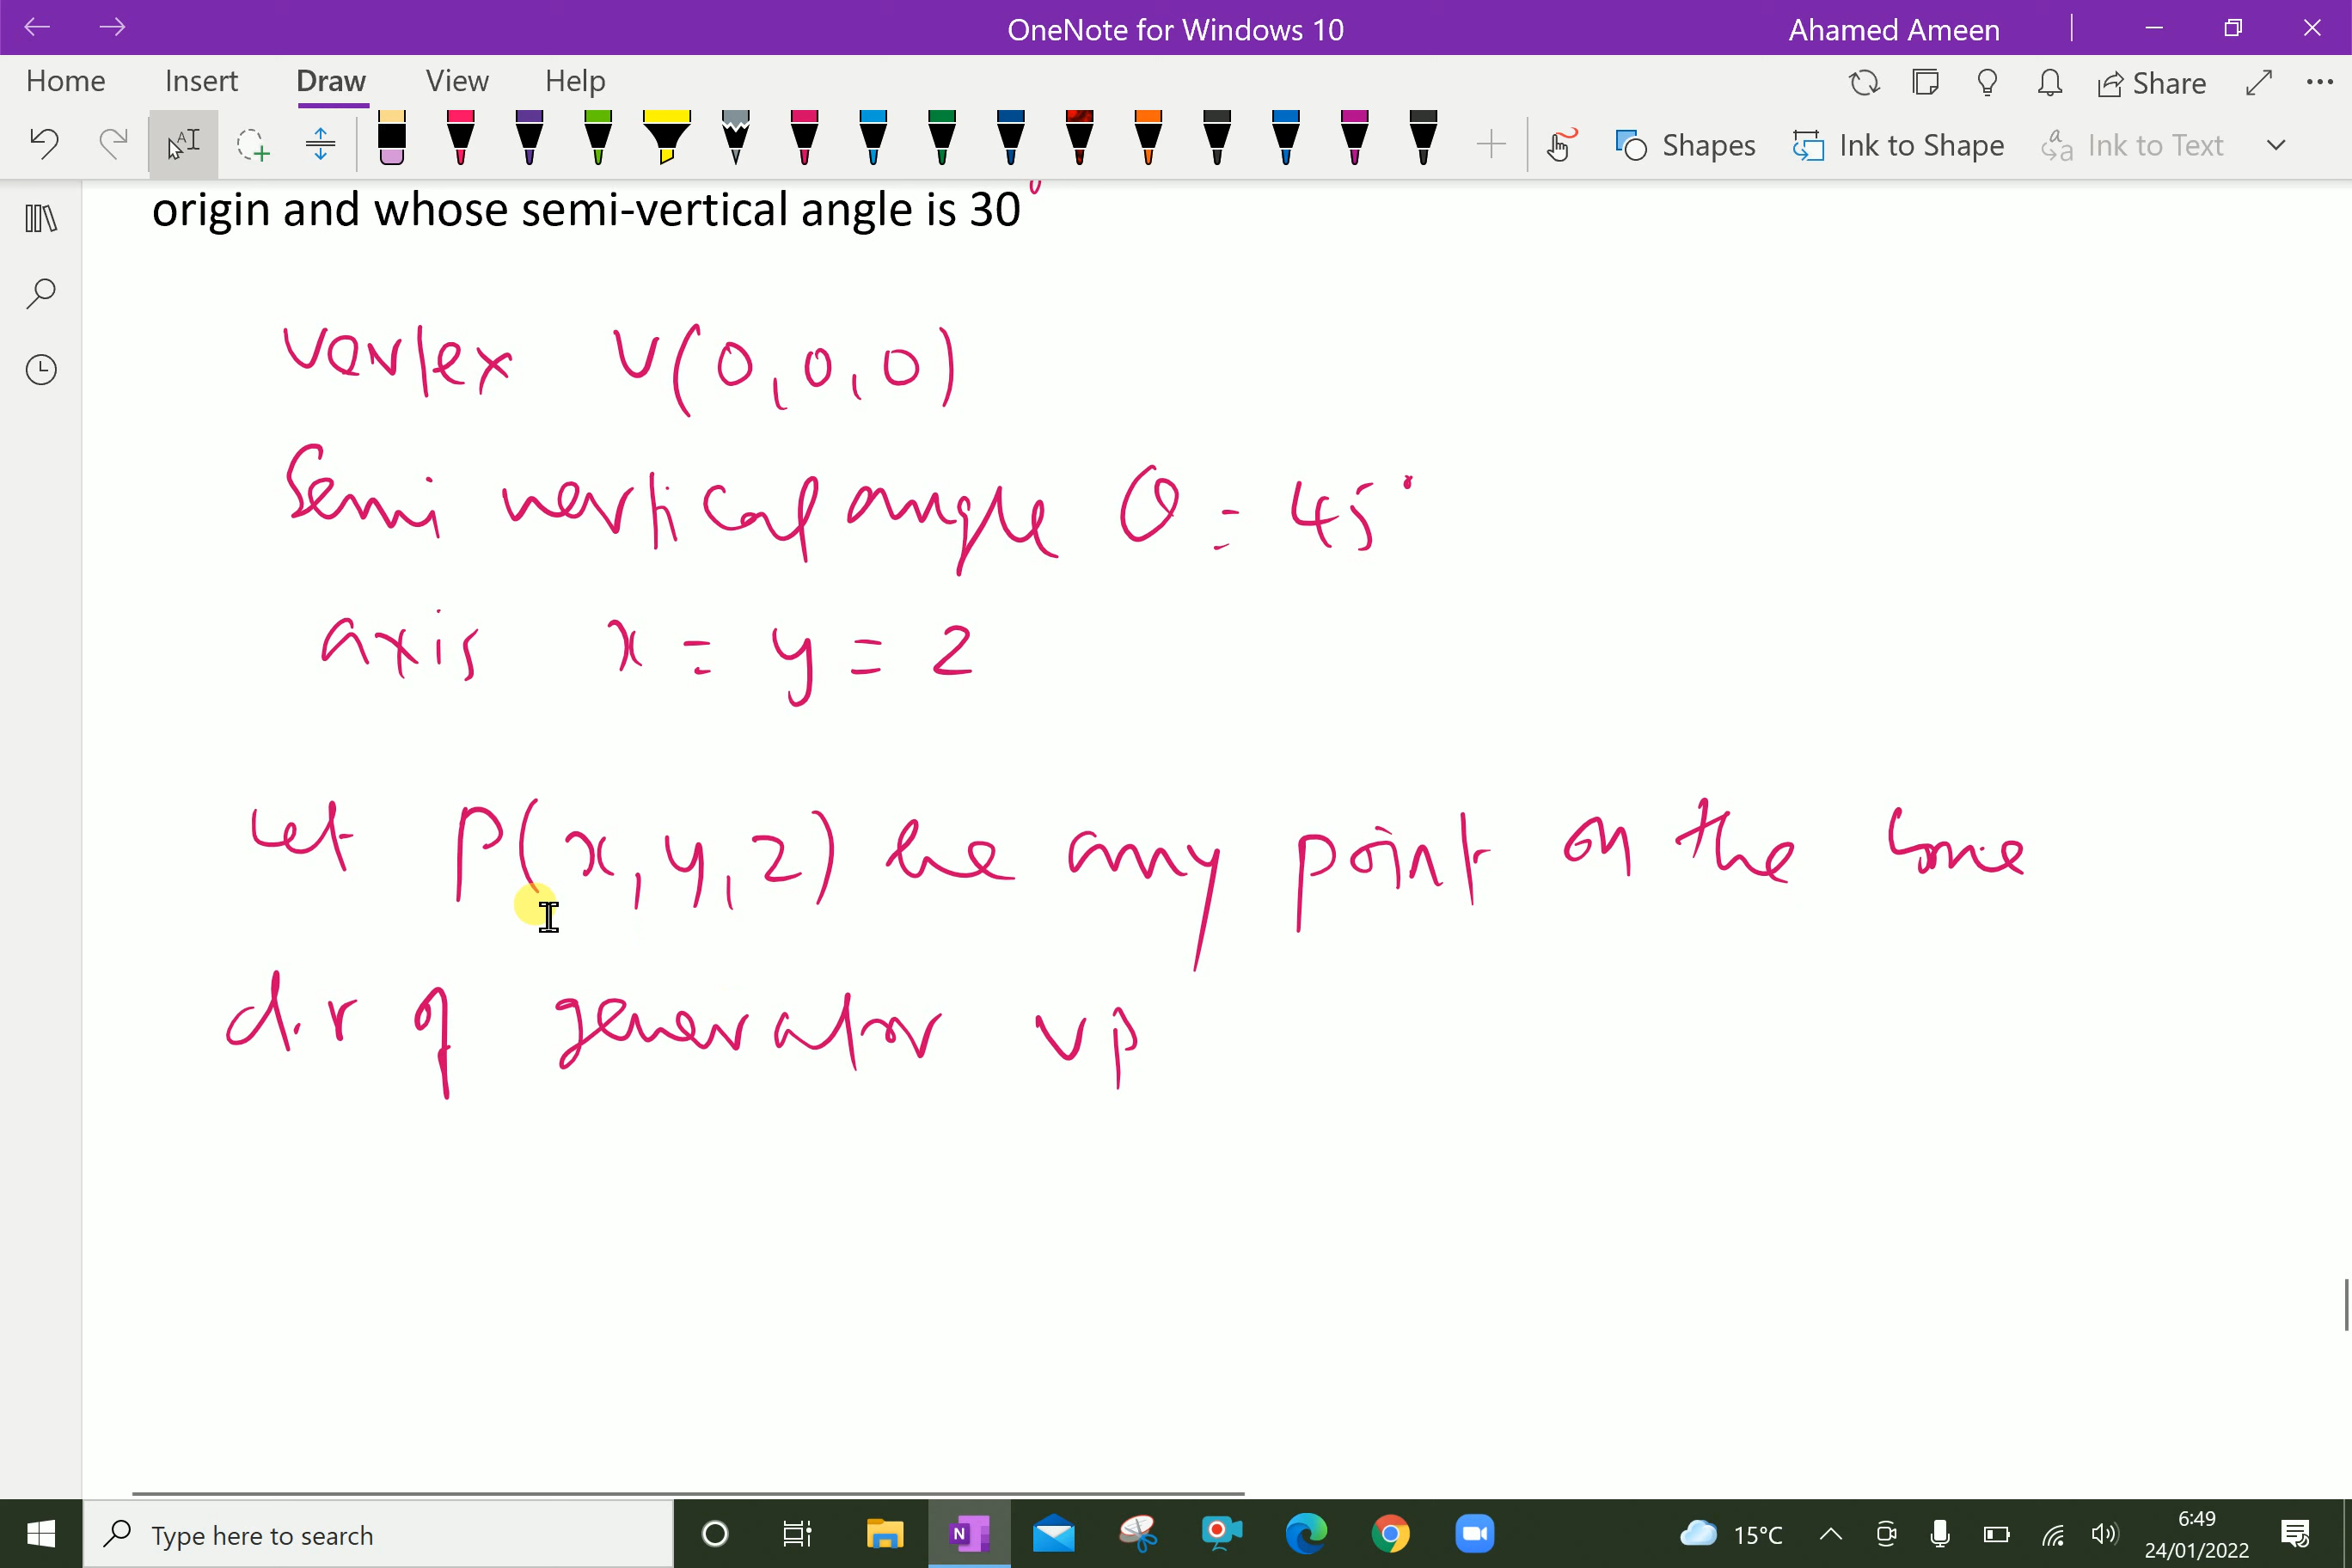 OneNote for Windows 10 Ahamed Ameen
Home Insert Draw View Help Share
Shapes Ink to Shape Ink to Text
origin and whose semi-vertical angle is 30°
vertex V(0,0,0)
Semi vertical angle θ = 45°
axis x = y = z
Let P(x,y,z) be any point on the cone
d.r of generator VP
Type here to search 15°C 6:49
24/01/2022